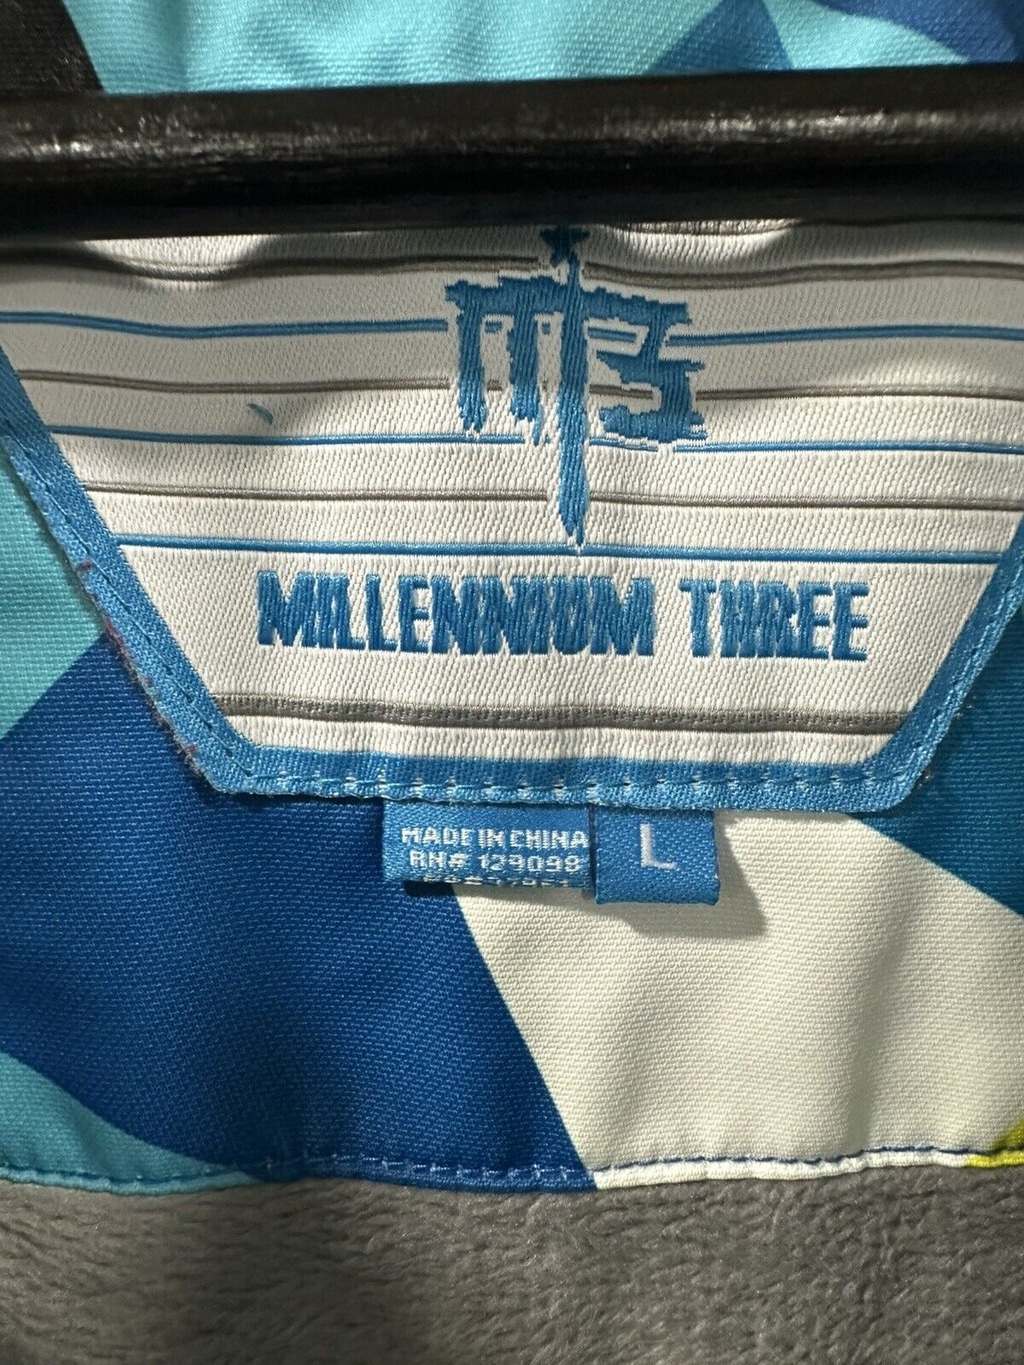 M3
MILLENNIUM THREE
MADE IN CHINA
RN# 129098
L